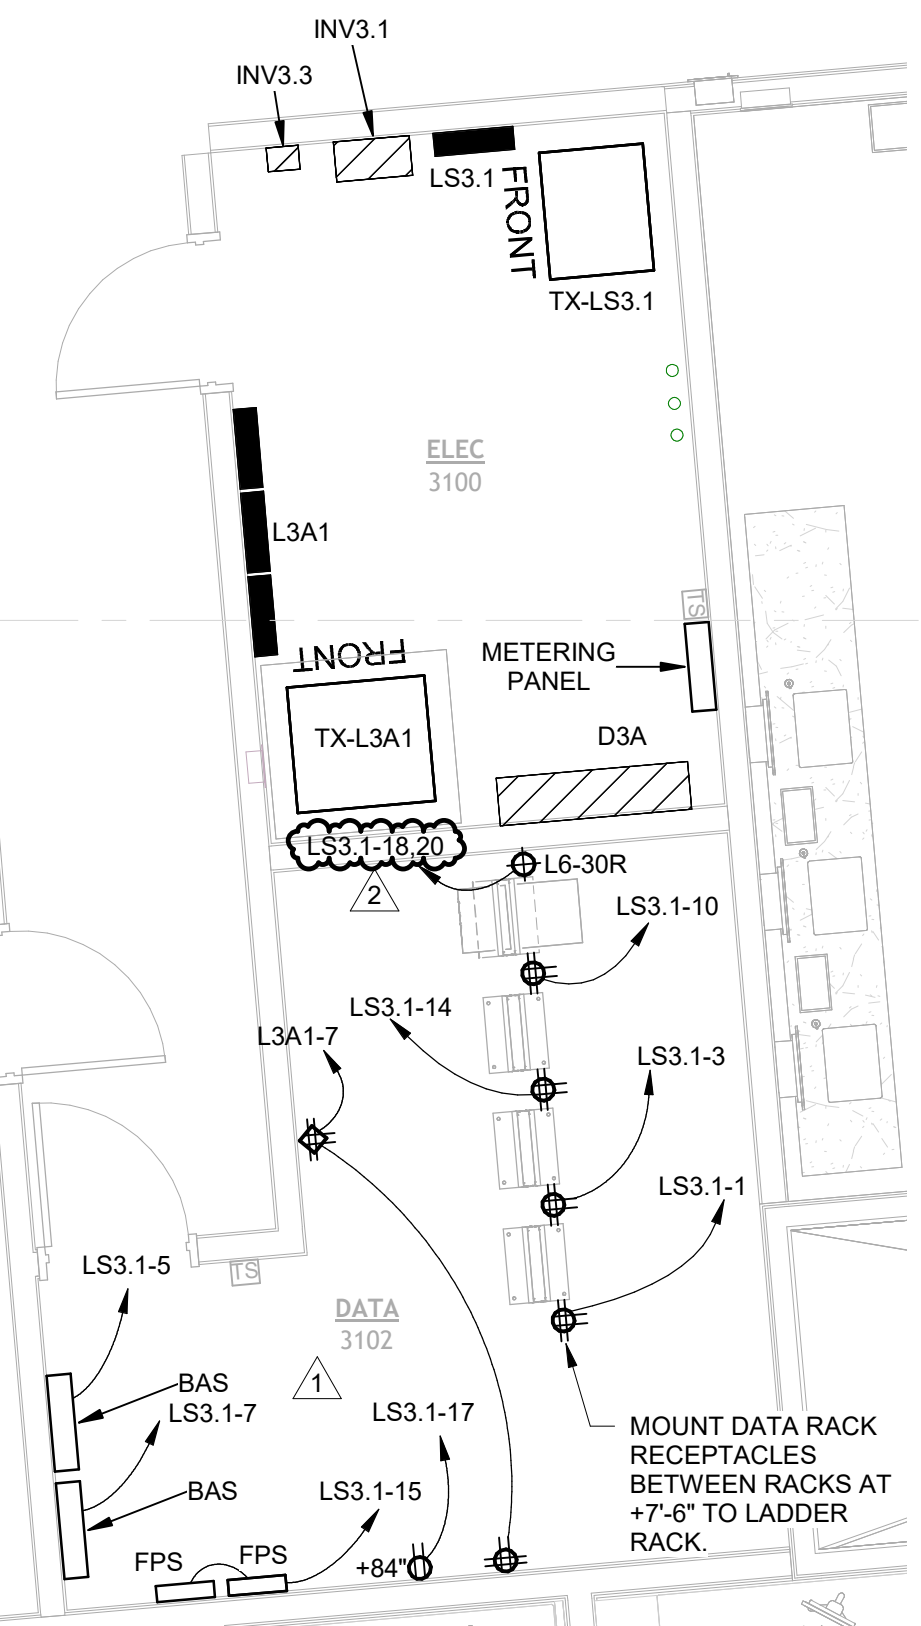 INV3.1
INV3.3
LS3.1
FRONT
TX-LS3.1
ELEC
3100
L3A1
TS
FRONT
METERING
PANEL
TX-L3A1
D3A
LS3.1-18,20
L6-30R
2
LS3.1-10
LS3.1-14
L3A1-7
LS3.1-3
LS3.1-1
LS3.1-5
TS
DATA
3102
1
BAS
LS3.1-7
LS3.1-17
MOUNT DATA RACK
RECEPTACLES
BETWEEN RACKS AT
+7'-6" TO LADDER
RACK.
BAS
LS3.1-15
FPS
FPS
+84"